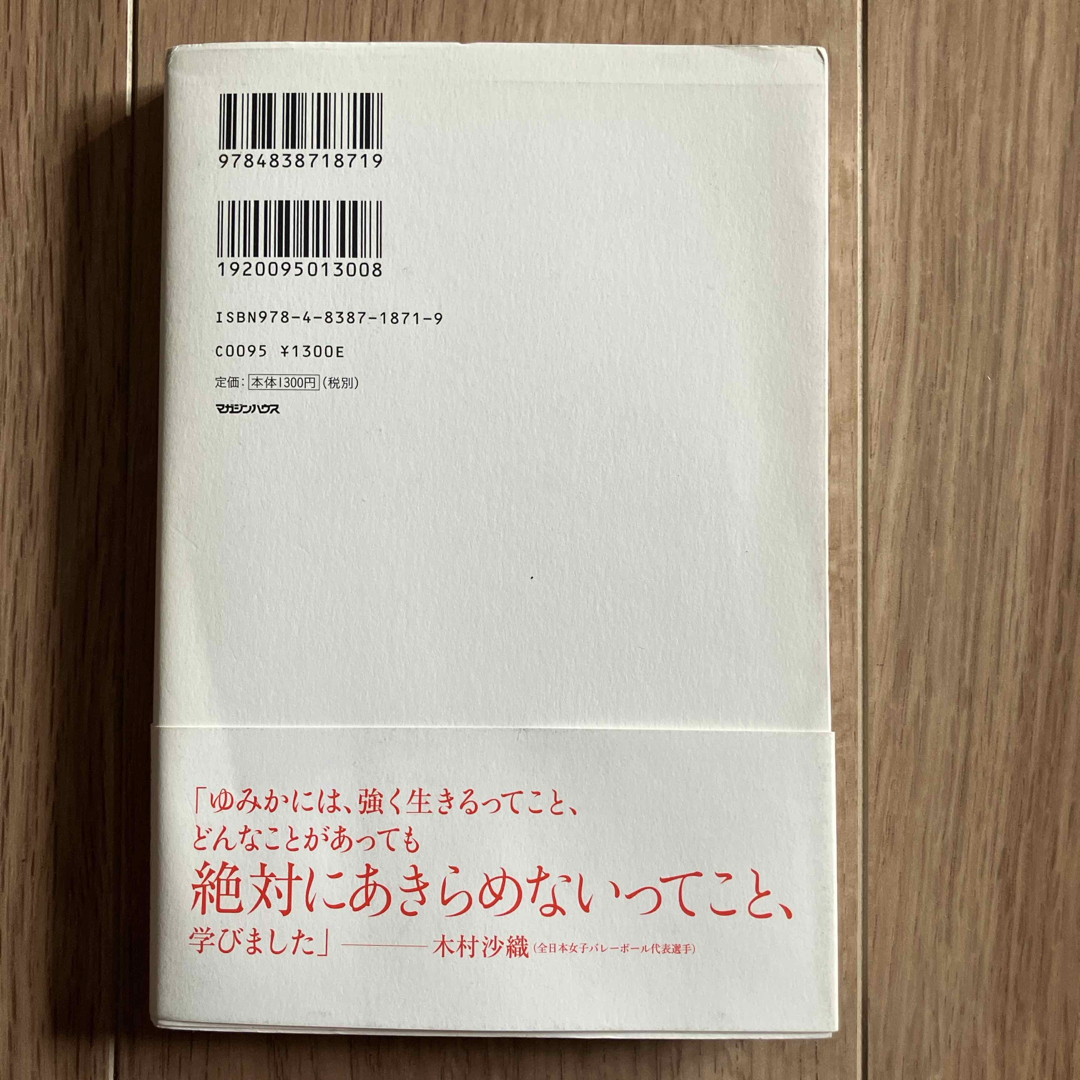 9784838718719
1920095013008
ISBN978-4-8387-1871-9
C0095 ¥1300E
定価：本体1300円（税別）
マガジンハウス
「ゆみかには、強く生きるってこと、
どんなことがあっても
絶対にあきらめないってこと、
学びました」——木村沙織（全日本女子バレーボール代表選手）